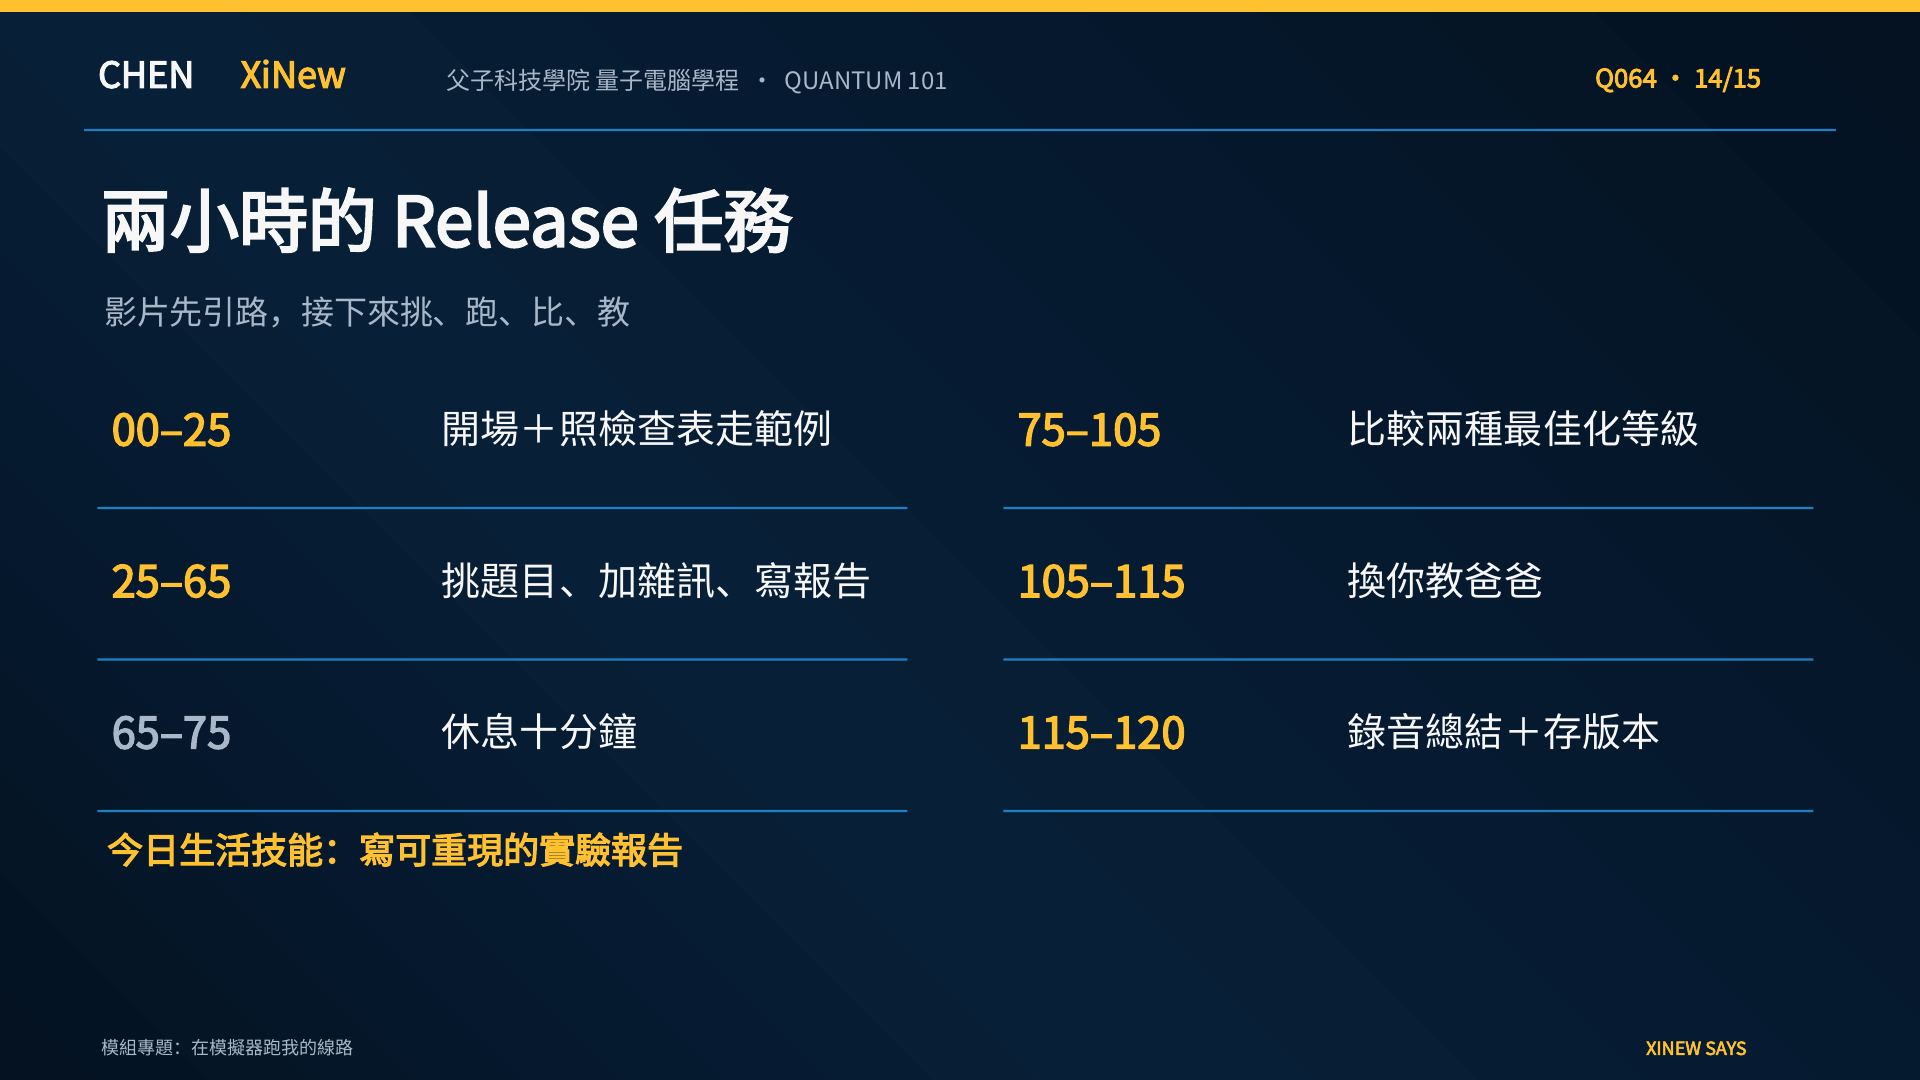 CHEN XiNew 父子科技學院 量子電腦學程 · QUANTUM 101 Q064 · 14/15
兩小時的 Release 任務
影片先引路，接下來挑、跑、比、教
00–25 開場＋照檢查表走範例
25–65 挑題目、加雜訊、寫報告
65–75 休息十分鐘
75–105 比較兩種最佳化等級
105–115 換你教爸爸
115–120 錄音總結＋存版本
今日生活技能：寫可重現的實驗報告
模組專題：在模擬器跑我的線路 XINEW SAYS